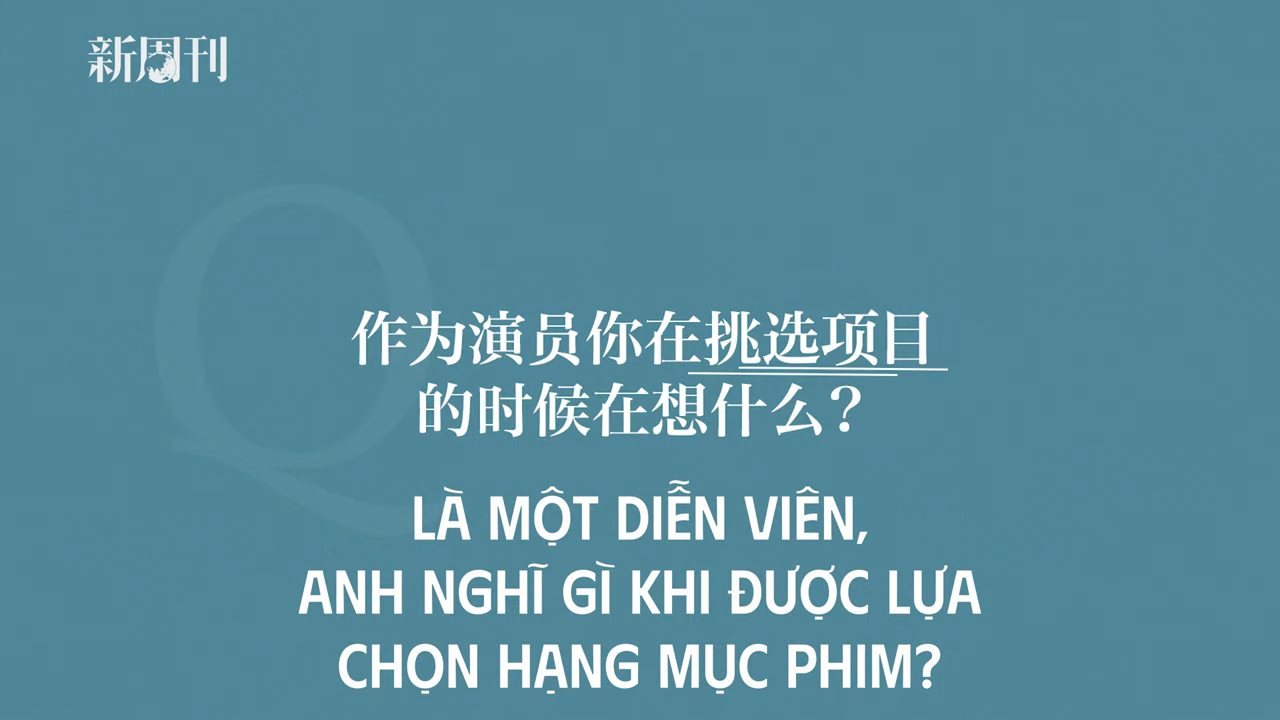 新周刊
Q
作为演员你在挑选项目
的时候在想什么？
LÀ MỘT DIỄN VIÊN,
ANH NGHĨ GÌ KHI ĐƯỢC LỰA
CHỌN HẠNG MỤC PHIM?